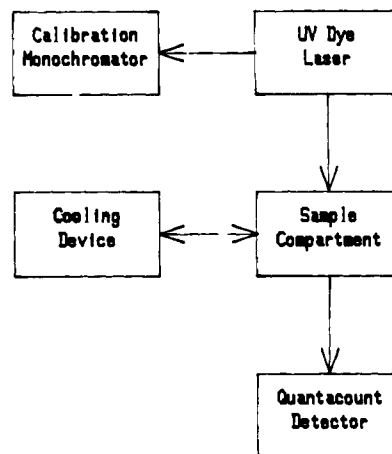 Calibration
Monochromator
UV Dye
Laser
Cooling
Device
Sample
Compartment
Quantacount
Detector